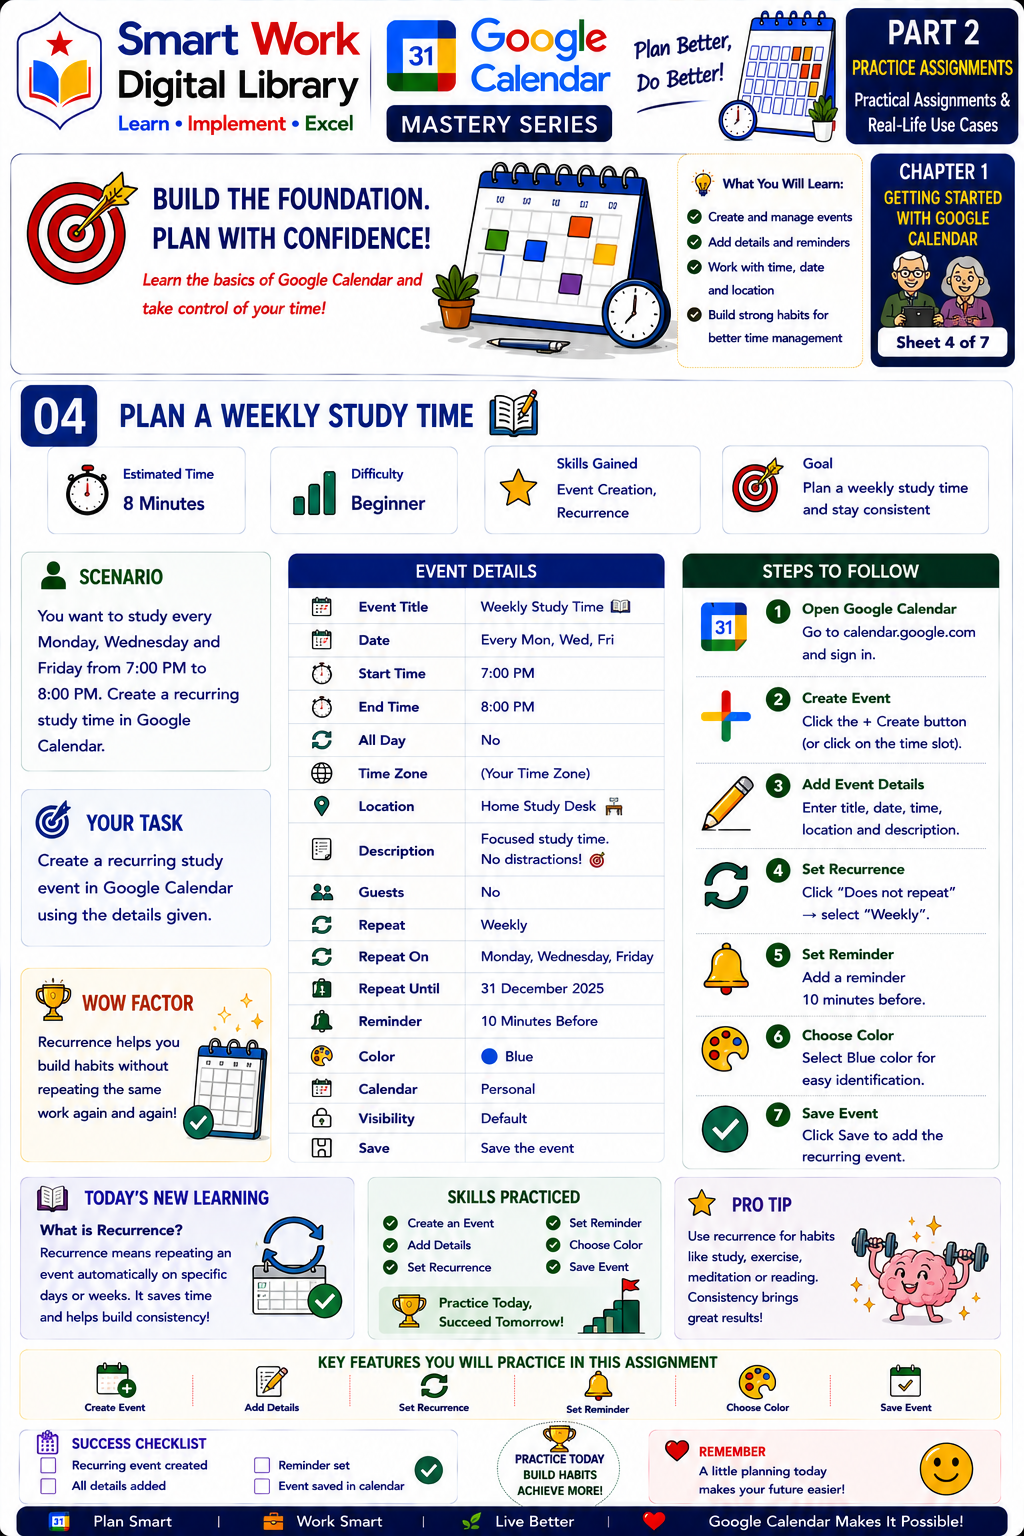 Smart Work
Digital Library
Learn • Implement • Excel
31
Google
Calendar
MASTERY SERIES
Plan Better,
Do Better!
PART 2
PRACTICE ASSIGNMENTS
Practical Assignments &
Real-Life Use Cases
BUILD THE FOUNDATION.
PLAN WITH CONFIDENCE!
Learn the basics of Google Calendar and
take control of your time!
What You Will Learn:
Create and manage events
Add details and reminders
Work with time, date
and location
Build strong habits for
better time management
CHAPTER 1
GETTING STARTED
WITH GOOGLE
CALENDAR
Sheet 4 of 7
04
PLAN A WEEKLY STUDY TIME
Estimated Time
8 Minutes
Difficulty
Beginner
Skills Gained
Event Creation,
Recurrence
Goal
Plan a weekly study time
and stay consistent
SCENARIO
You want to study every
Monday, Wednesday and
Friday from 7:00 PM to
8:00 PM. Create a recurring
study time in Google
Calendar.
YOUR TASK
Create a recurring study
event in Google Calendar
using the details given.
WOW FACTOR
Recurrence helps you
build habits without
repeating the same
work again and again!
EVENT DETAILS
Event Title Weekly Study Time
Date Every Mon, Wed, Fri
Start Time 7:00 PM
End Time 8:00 PM
All Day No
Time Zone (Your Time Zone)
Location Home Study Desk
Description Focused study time.
No distractions!
Guests No
Repeat Weekly
Repeat On Monday, Wednesday, Friday
Repeat Until 31 December 2025
Reminder 10 Minutes Before
Color Blue
Calendar Personal
Visibility Default
Save Save the event
STEPS TO FOLLOW
31
1 Open Google Calendar
Go to calendar.google.com
and sign in.
2 Create Event
Click the + Create button
(or click on the time slot).
3 Add Event Details
Enter title, date, time,
location and description.
4 Set Recurrence
Click “Does not repeat”
→ select “Weekly”.
5 Set Reminder
Add a reminder
10 minutes before.
6 Choose Color
Select Blue color for
easy identification.
7 Save Event
Click Save to add the
recurring event.
TODAY'S NEW LEARNING
What is Recurrence?
Recurrence means repeating an
event automatically on specific
days or weeks. It saves time
and helps build consistency!
SKILLS PRACTICED
Create an Event
Add Details
Set Recurrence
Set Reminder
Choose Color
Save Event
Practice Today,
Succeed Tomorrow!
PRO TIP
Use recurrence for habits
like study, exercise,
meditation or reading.
Consistency brings
great results!
KEY FEATURES YOU WILL PRACTICE IN THIS ASSIGNMENT
Create Event
Add Details
Set Recurrence
Set Reminder
Choose Color
Save Event
SUCCESS CHECKLIST
Recurring event created
All details added
Reminder set
Event saved in calendar
PRACTICE TODAY
BUILD HABITS
ACHIEVE MORE!
REMEMBER
A little planning today
makes your future easier!
31 Plan Smart | Work Smart | Live Better | Google Calendar Makes It Possible!